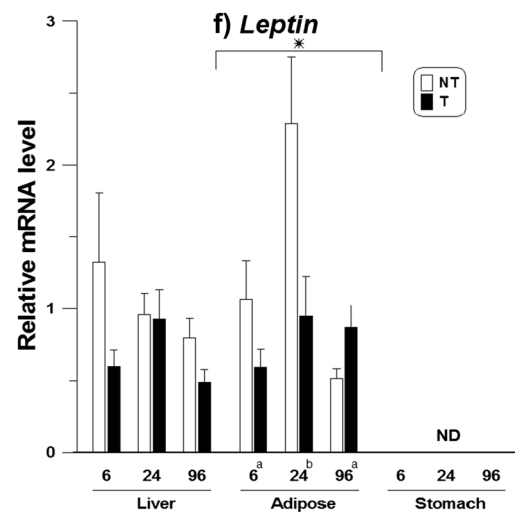 f) Leptin
*
NT
T
Relative mRNA level
3
2
1
0
ND
6 24 96 6a 24b 96a 6 24 96
Liver Adipose Stomach